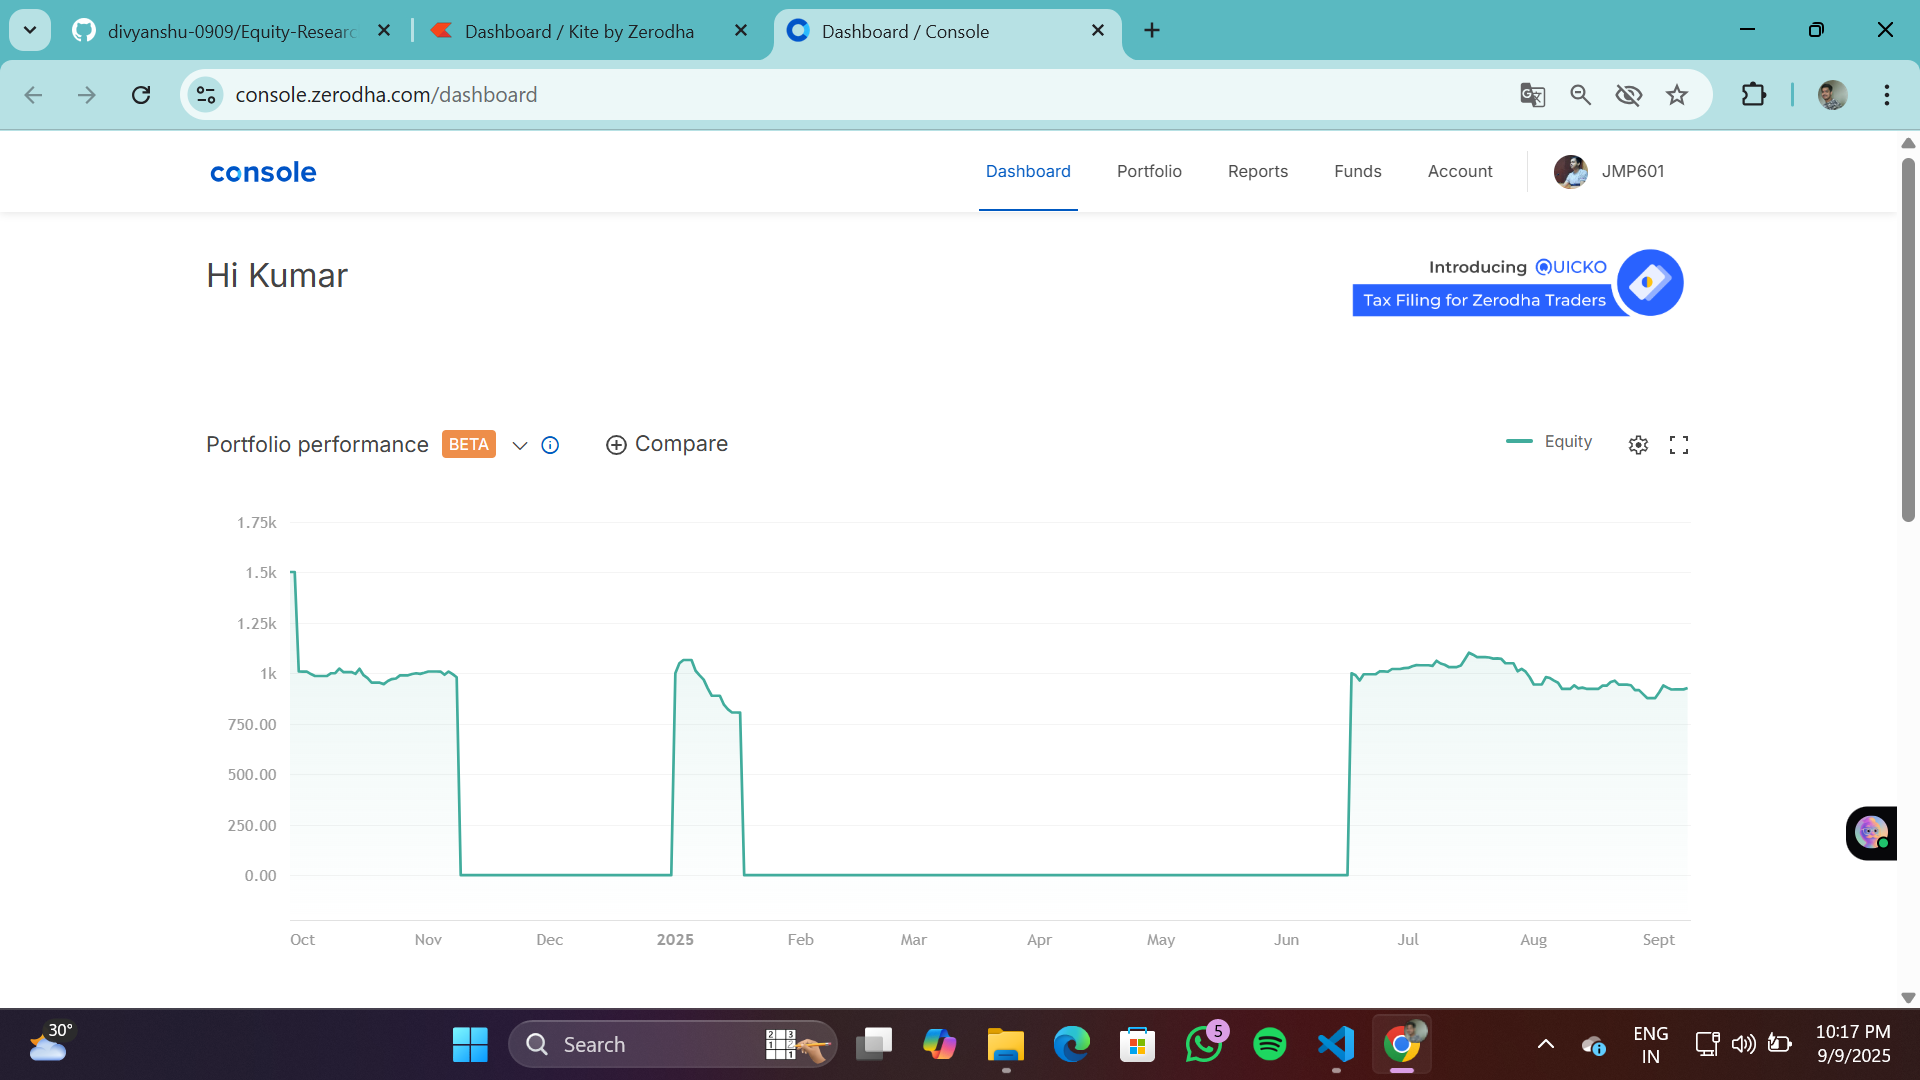 divyanshu-0909/Equity-Researc
Dashboard / Kite by Zerodha
Dashboard / Console
console.zerodha.com/dashboard
console
Dashboard
Portfolio
Reports
Funds
Account
JMP601
Hi Kumar
Introducing QUICKO
Tax Filing for Zerodha Traders
Portfolio performance BETA
Compare
Equity
1.75k
1.5k
1.25k
1k
750.00
500.00
250.00
0.00
Oct Nov Dec 2025 Feb Mar Apr May Jun Jul Aug Sept
30°
Search
5
ENG
IN
10:17 PM
9/9/2025